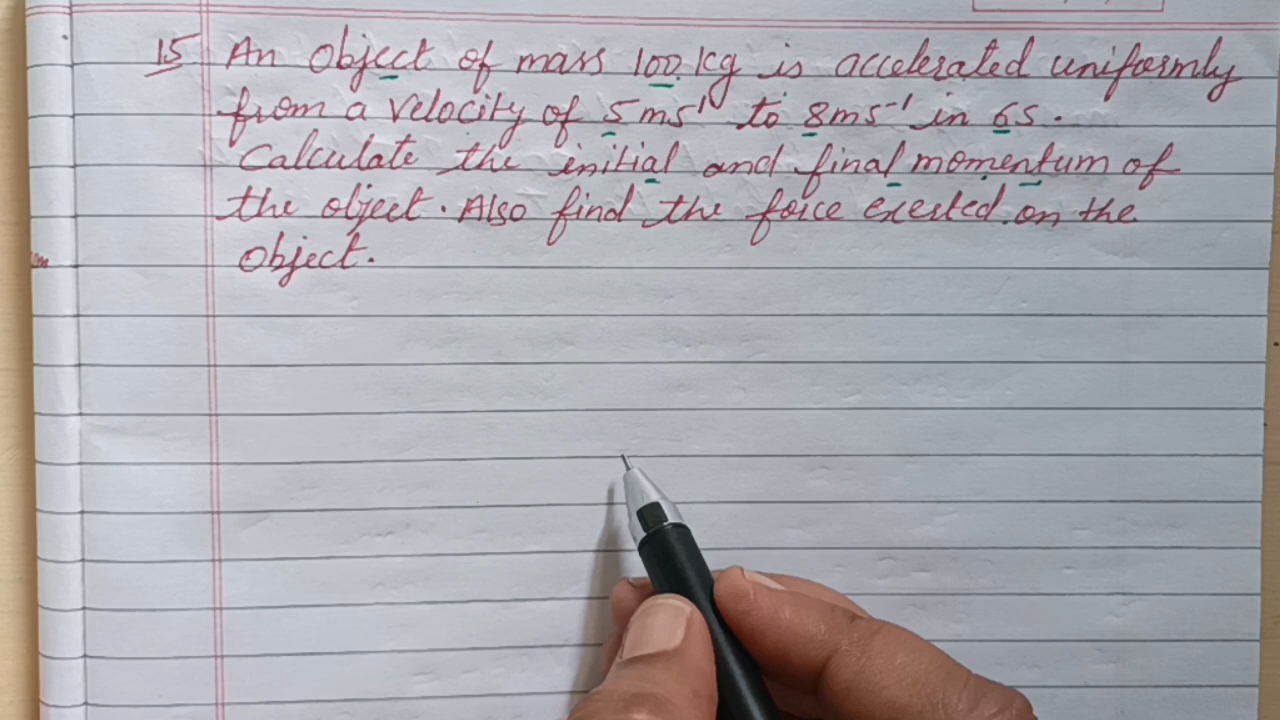 15 An object of mass 100 kg is accelerated uniformly
from a velocity of 5 ms⁻¹ to 8 ms⁻¹ in 6s.
Calculate the initial and final momentum of
the object. Also find the force exerted on the
object.